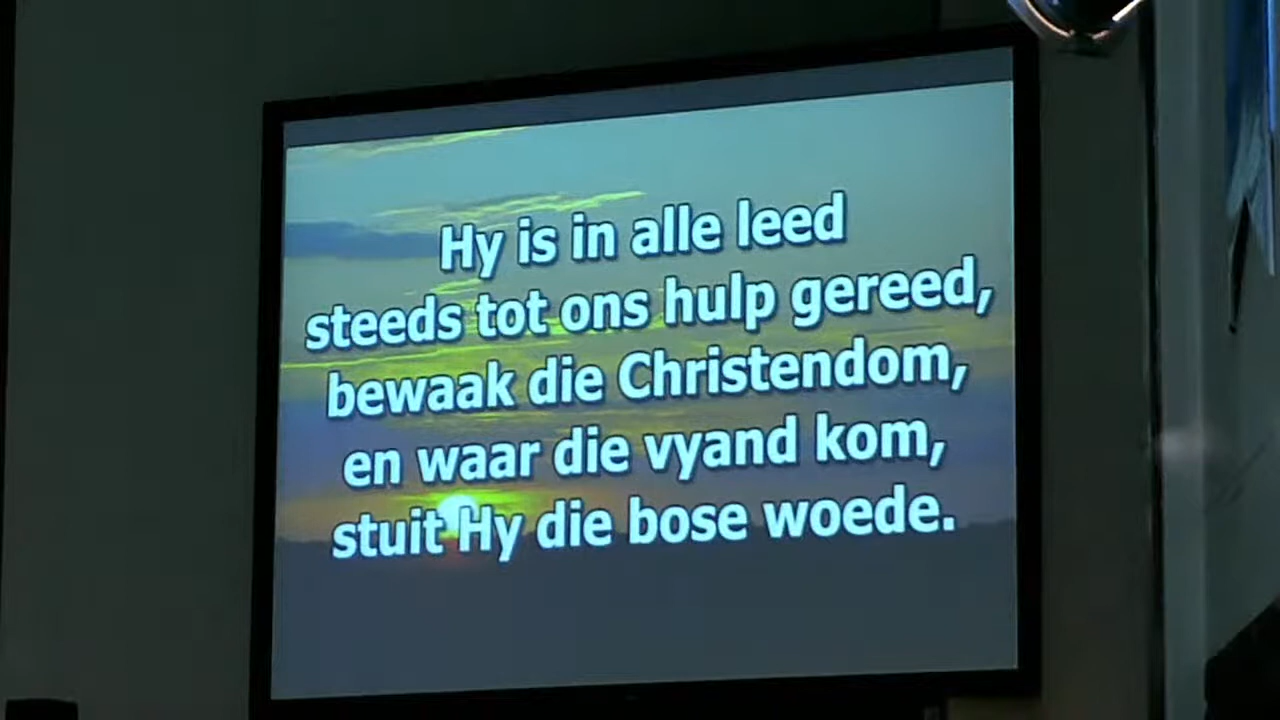 Hy is in alle leed
steeds tot ons hulp gereed,
bewaak die Christendom,
en waar die vyand kom,
stuit Hy die bose woede.